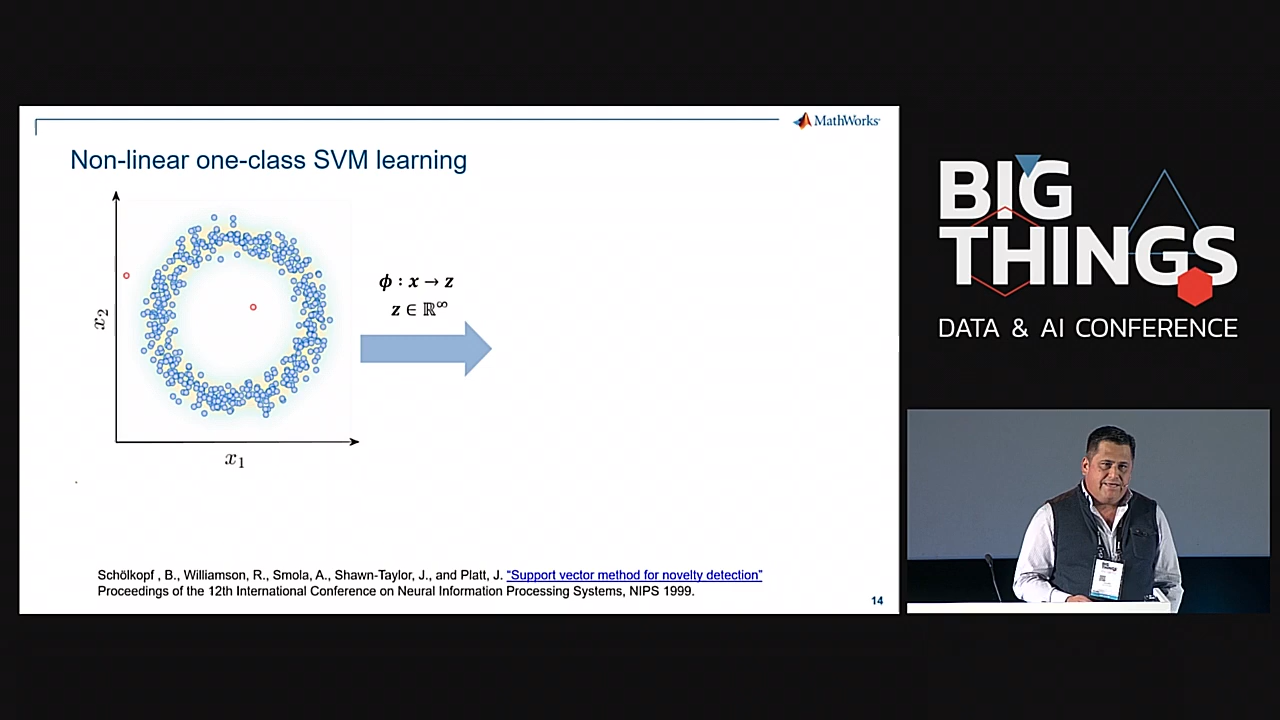 MathWorks®
Non-linear one-class SVM learning
x₂
x₁
ϕ : x → z
z ∈ ℝ^∞
Schölkopf , B., Williamson, R., Smola, A., Shawn-Taylor, J., and Platt, J. “Support vector method for novelty detection”
Proceedings of the 12th International Conference on Neural Information Processing Systems, NIPS 1999.
14
BIG
THINGS
DATA & AI CONFERENCE